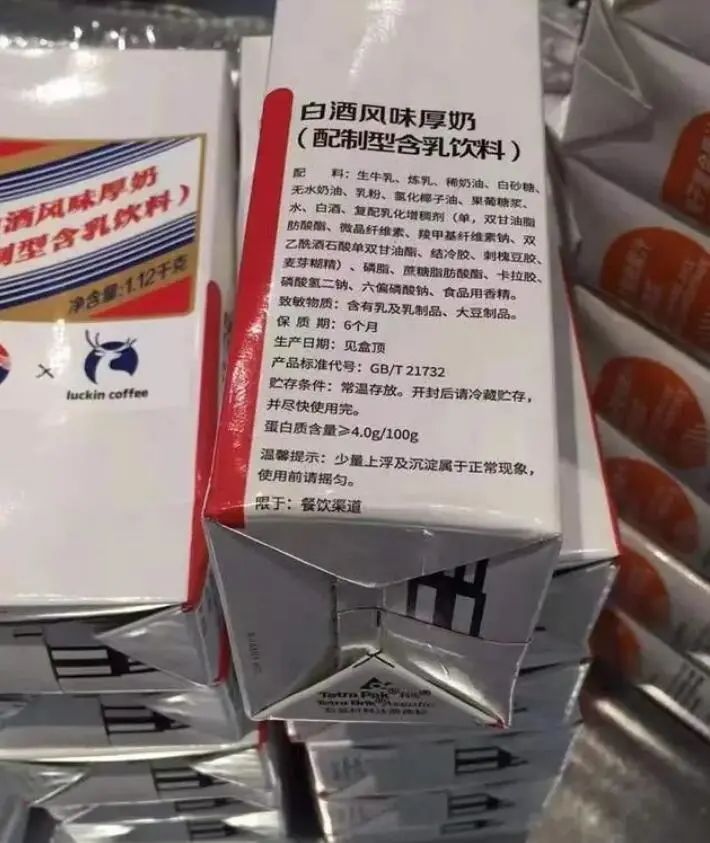 白酒风味厚奶
(配制型含乳饮料)
配 料：生牛乳、炼乳、稀奶油、白砂糖、
无水奶油、乳粉、氢化椰子油、果葡糖浆、
水、白酒、复配乳化增稠剂（单，双甘油脂
肪酸酯、微晶纤维素、羧甲基纤维素钠、双
乙酰酒石酸单双甘油酯、结冷胶、刺槐豆胶、
麦芽糊精）、磷脂、蔗糖脂肪酸酯、卡拉胶、
磷酸氢二钠、六偏磷酸钠、食品用香精。
致敏物质：含有乳及乳制品、大豆制品。
保 质 期：6个月
生产日期：见盒顶
产品标准代号：GB/T 21732
贮存条件：常温存放。开封后请冷藏贮存，
并尽快使用完。
蛋白质含量≥4.0g/100g
温馨提示：少量上浮及沉淀属于正常现象，
使用前请摇匀。
限于：餐饮渠道
酒风味厚奶
制型含乳饮料）
净含量:1.12千克
×
luckin coffee
Tetra Pak
Tetra Brik Aseptic